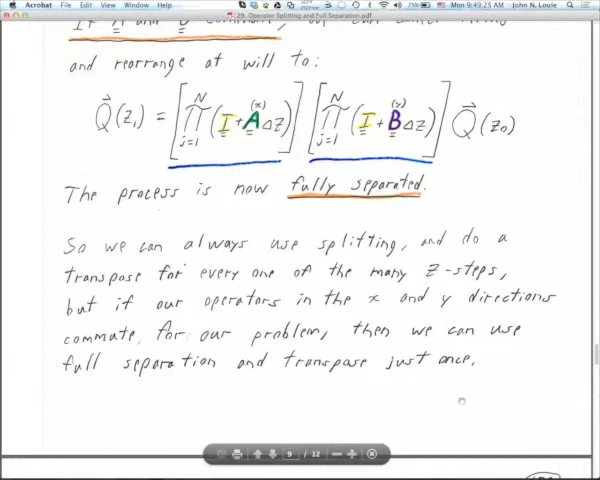 Acrobat File Edit View Window Help 75% Mon 9:49:25 AM John N. Louie
29. Operator Splitting and Full Separation.pdf
and rearrange at will to:
Q⃗(z₁) = [∏_{j=1}^{N} (I + A^{(x)} Δz)] [∏_{j=1}^{N} (I + B^{(y)} Δz)] Q⃗(z₀)
The process is now fully separated.
So we can always use splitting, and do a
transpose for every one of the many z-steps,
but if our operators in the x and y directions
commute, for our problem, then we can use
full separation and transpose just once.
9 / 12